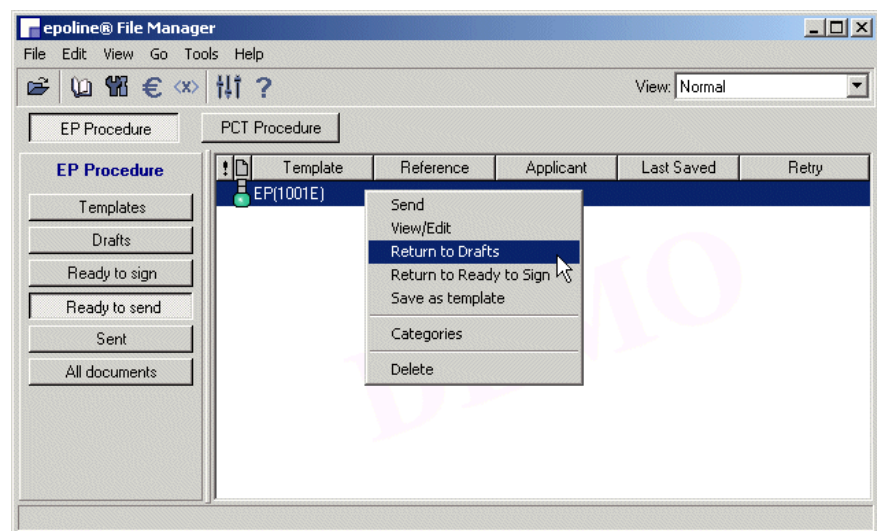 epoline® File Manager
File Edit View Go Tools Help
€ <x> ? View: Normal
EP Procedure PCT Procedure
EP Procedure ! Template Reference Applicant Last Saved Retry
EP(1001E)
Templates
Drafts
Ready to sign
Ready to send
Sent
All documents
Send
View/Edit
Return to Drafts
Return to Ready to Sign
Save as template
Categories
Delete
DEMO